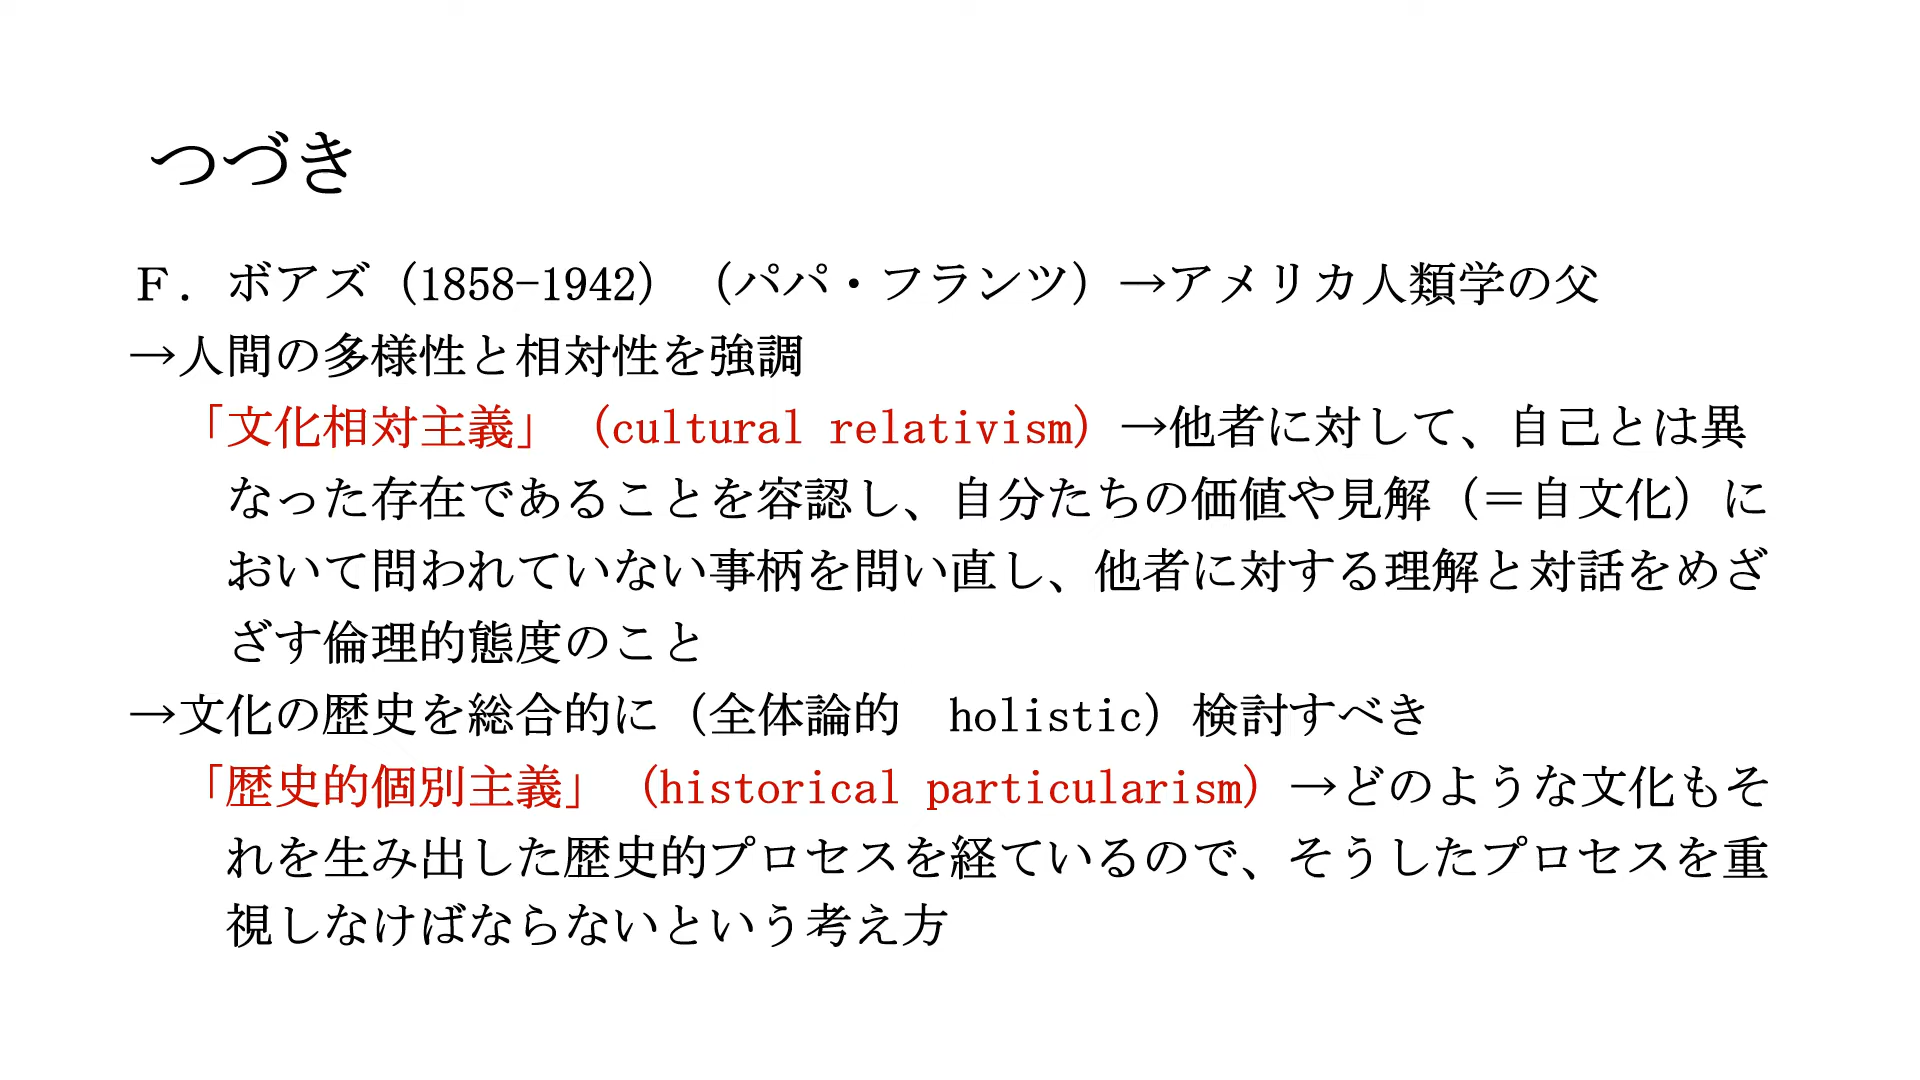 つづき
Ｆ．ボアズ（1858-1942）（パパ・フランツ）→アメリカ人類学の父
→人間の多様性と相対性を強調
「文化相対主義」（cultural relativism）→他者に対して、自己とは異
なった存在であることを容認し、自分たちの価値や見解（＝自文化）に
おいて問われていない事柄を問い直し、他者に対する理解と対話をめざ
ざす倫理的態度のこと
→文化の歴史を総合的に（全体論的　holistic）検討すべき
「歴史的個別主義」（historical particularism）→どのような文化もそ
れを生み出した歴史的プロセスを経ているので、そうしたプロセスを重
視しなけばならないという考え方